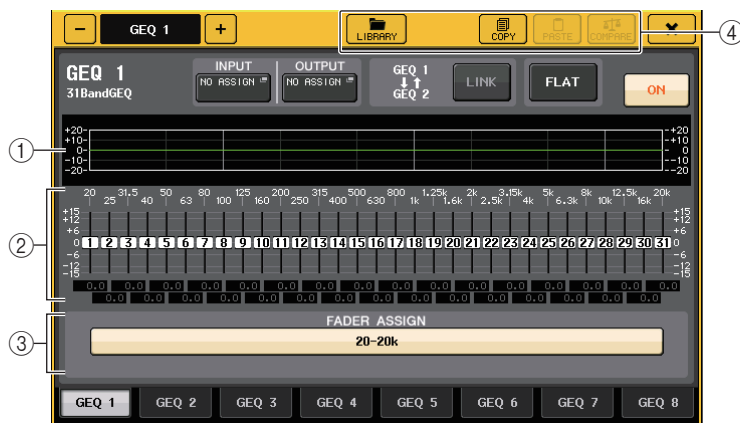 − GEQ 1 +
LIBRARY COPY PASTE COMPARE ×
④
GEQ 1
31BandGEQ
INPUT
NO ASSIGN
OUTPUT
NO ASSIGN
GEQ 1
GEQ 2
LINK
FLAT
ON
①
+20 +20
+10 +10
0 0
-10 -10
-20 -20
②
20 31.5 50 80 125 200 315 500 800 1.25k 2k 3.15k 5k 8k 12.5k 20k
25 40 63 100 160 250 400 630 1k 1.6k 2.5k 4k 6.3k 10k 16k
+15 +15
+12 +12
+6 +6
0 1 2 3 4 5 6 7 8 9 10 11 12 13 14 15 16 17 18 19 20 21 22 23 24 25 26 27 28 29 30 31 0
-6 -6
-12 -12
-15 -15
0.0 0.0 0.0 0.0 0.0 0.0 0.0 0.0 0.0 0.0 0.0 0.0 0.0 0.0 0.0 0.0
0.0 0.0 0.0 0.0 0.0 0.0 0.0 0.0 0.0 0.0 0.0 0.0 0.0 0.0 0.0
③
FADER ASSIGN
20-20k
GEQ 1 GEQ 2 GEQ 3 GEQ 4 GEQ 5 GEQ 6 GEQ 7 GEQ 8